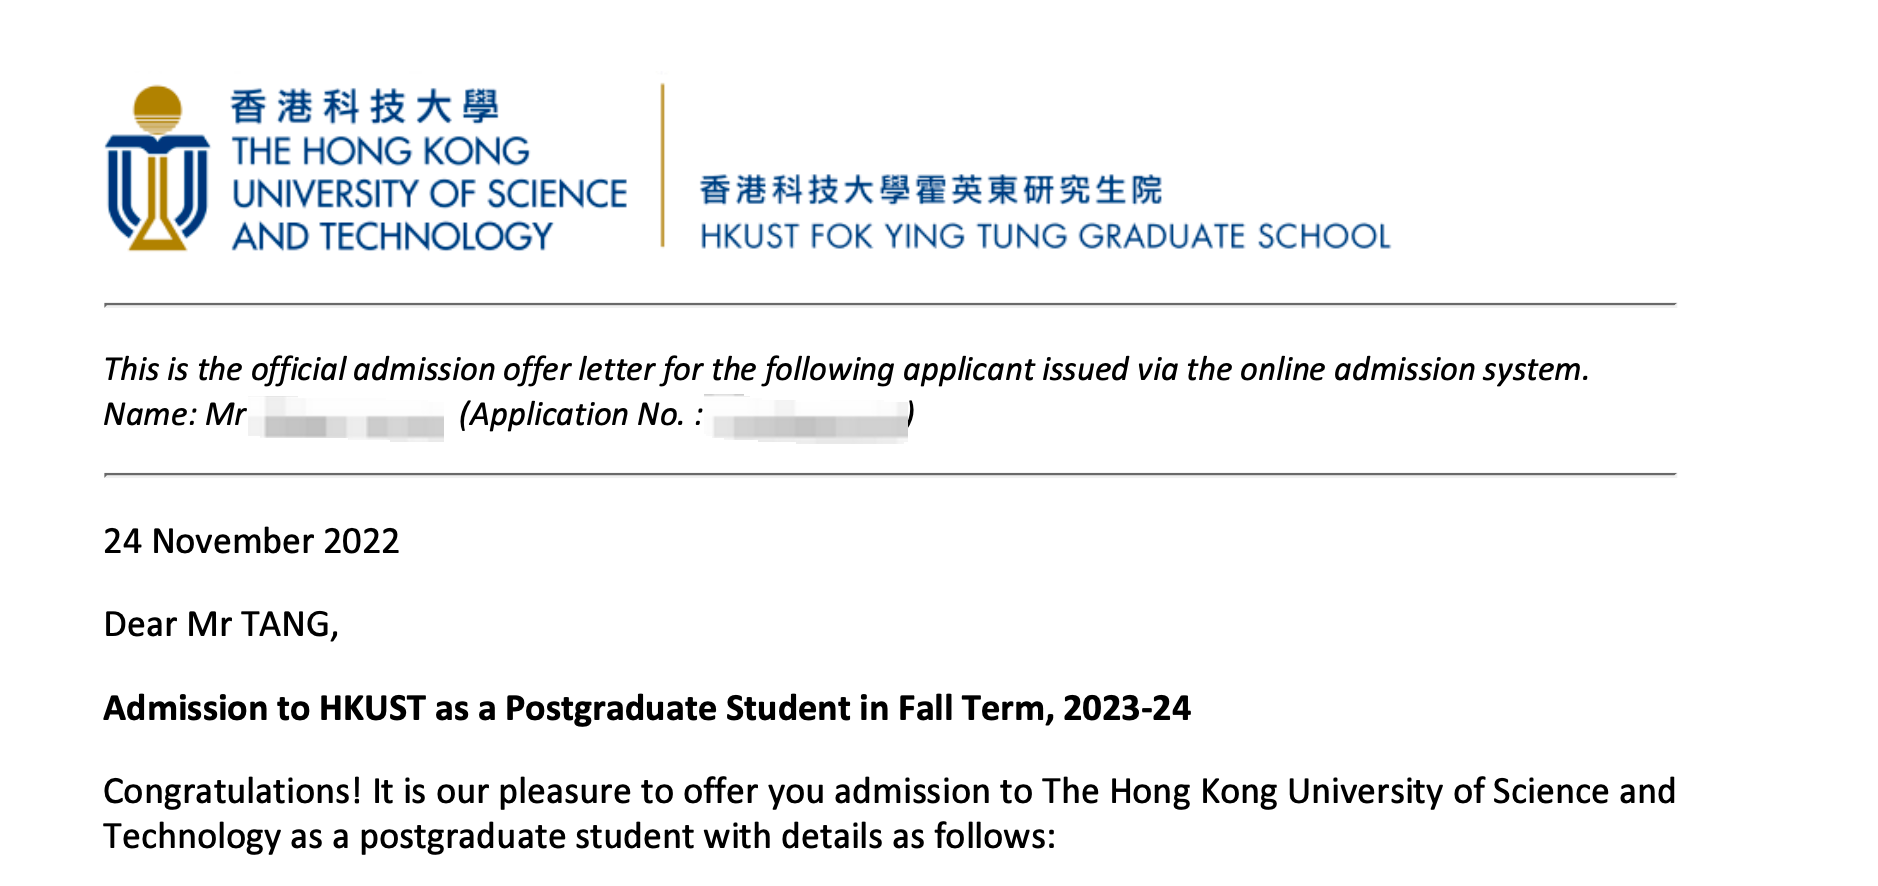 香港科技大學
THE HONG KONG
UNIVERSITY OF SCIENCE
AND TECHNOLOGY
香港科技大學霍英東研究生院
HKUST FOK YING TUNG GRADUATE SCHOOL
This is the official admission offer letter for the following applicant issued via the online admission system.
Name: Mr (Application No. : )
24 November 2022
Dear Mr TANG,
Admission to HKUST as a Postgraduate Student in Fall Term, 2023-24
Congratulations! It is our pleasure to offer you admission to The Hong Kong University of Science and
Technology as a postgraduate student with details as follows: